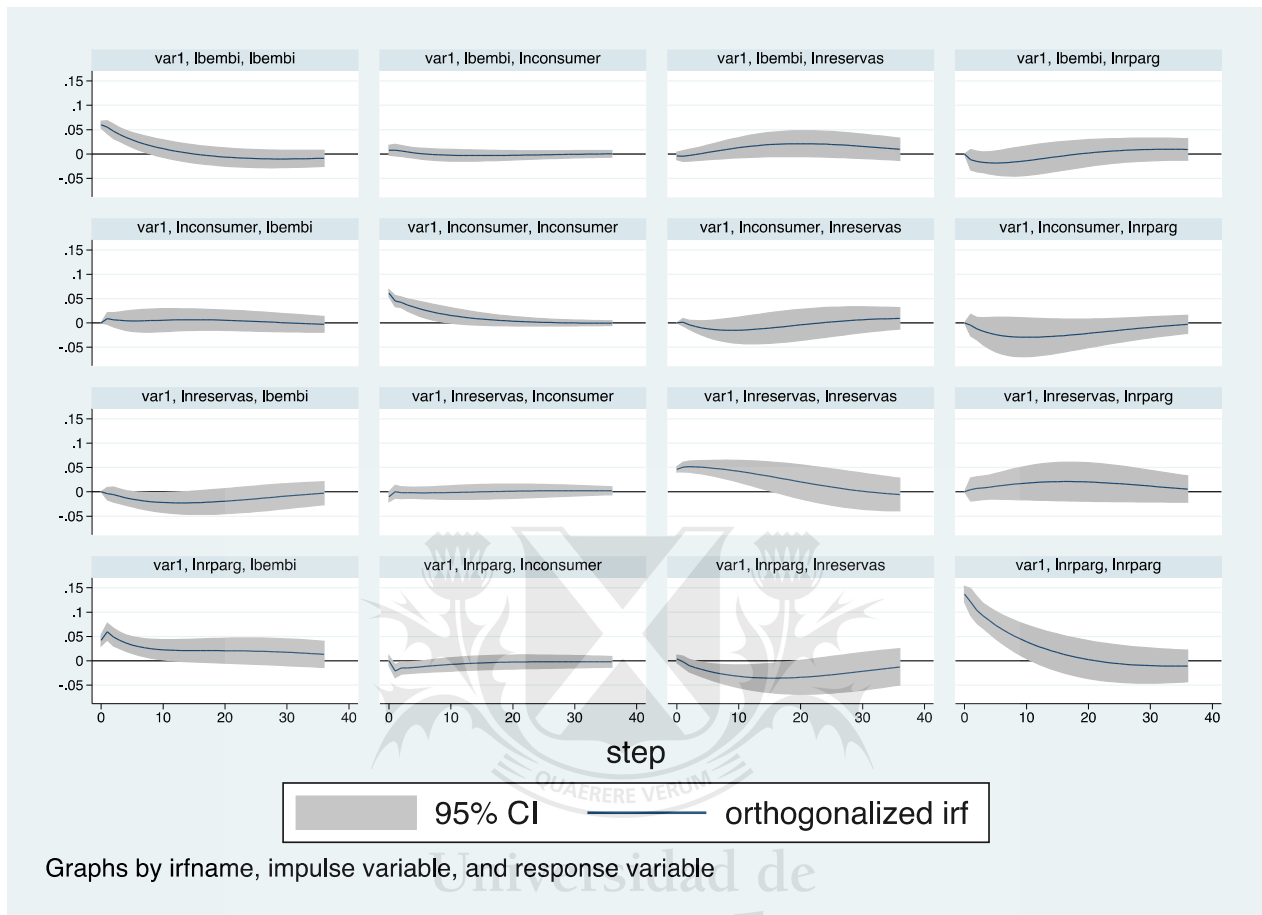 var1, lbembi, lbembi
var1, lbembi, lnconsumer
var1, lbembi, lnreservas
var1, lbembi, lnrparg
.15
.1
.05
0
-.05
var1, lnconsumer, lbembi
var1, lnconsumer, lnconsumer
var1, lnconsumer, lnreservas
var1, lnconsumer, lnrparg
.15
.1
.05
0
-.05
var1, lnreservas, lbembi
var1, lnreservas, lnconsumer
var1, lnreservas, lnreservas
var1, lnreservas, lnrparg
.15
.1
.05
0
-.05
var1, lnrparg, lbembi
var1, lnrparg, lnconsumer
var1, lnrparg, lnreservas
var1, lnrparg, lnrparg
.15
.1
.05
0
-.05
0 10 20 30 40
0 10 20 30 40
0 10 20 30 40
0 10 20 30 40
step
QUAERERE VERUM
95% CI
orthogonalized irf
Graphs by irfname, impulse variable, and response variable
Universidad de